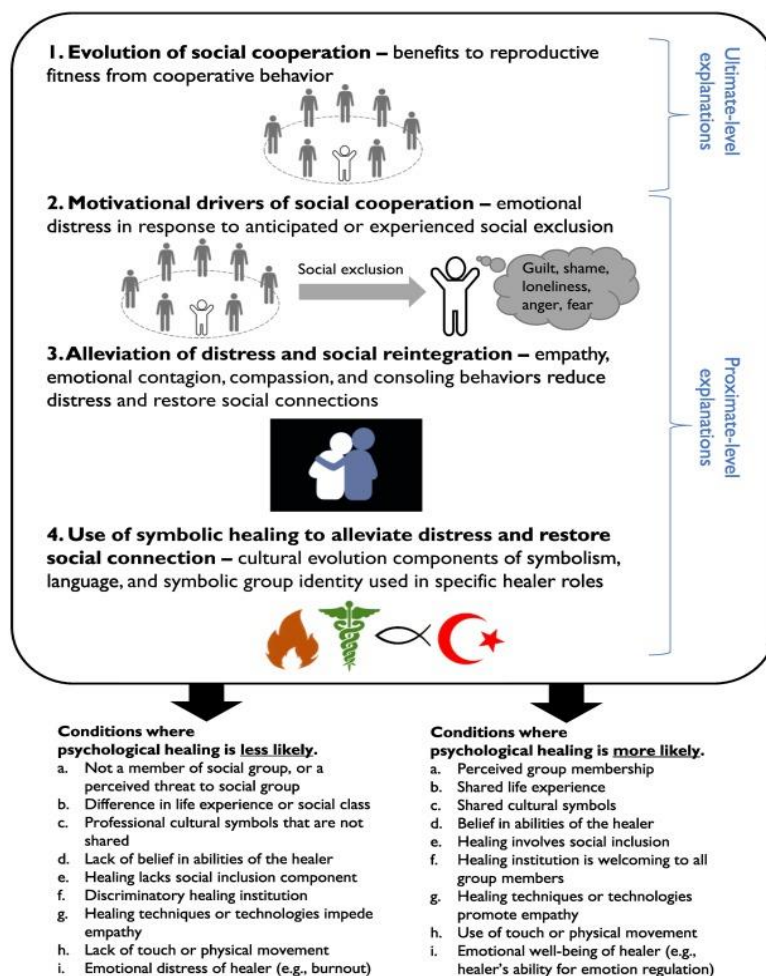 1. Evolution of social cooperation – benefits to reproductive
fitness from cooperative behavior
Ultimate-level
explanations
2. Motivational drivers of social cooperation – emotional
distress in response to anticipated or experienced social exclusion
Social exclusion
Guilt, shame,
loneliness,
anger, fear
3. Alleviation of distress and social reintegration – empathy,
emotional contagion, compassion, and consoling behaviors reduce
distress and restore social connections
Proximate-level
explanations
4. Use of symbolic healing to alleviate distress and restore
social connection – cultural evolution components of symbolism,
language, and symbolic group identity used in specific healer roles
Conditions where
psychological healing is less likely.
a. Not a member of social group, or a
perceived threat to social group
b. Difference in life experience or social class
c. Professional cultural symbols that are not
shared
d. Lack of belief in abilities of the healer
e. Healing lacks social inclusion component
f. Discriminatory healing institution
g. Healing techniques or technologies impede
empathy
h. Lack of touch or physical movement
i. Emotional distress of healer (e.g., burnout)
Conditions where
psychological healing is more likely.
a. Perceived group membership
b. Shared life experience
c. Shared cultural symbols
d. Belief in abilities of the healer
e. Healing involves social inclusion
f. Healing institution is welcoming to all
group members
g. Healing techniques or technologies
promote empathy
h. Use of touch or physical movement
i. Emotional well-being of healer (e.g.,
healer's ability for emotion regulation)